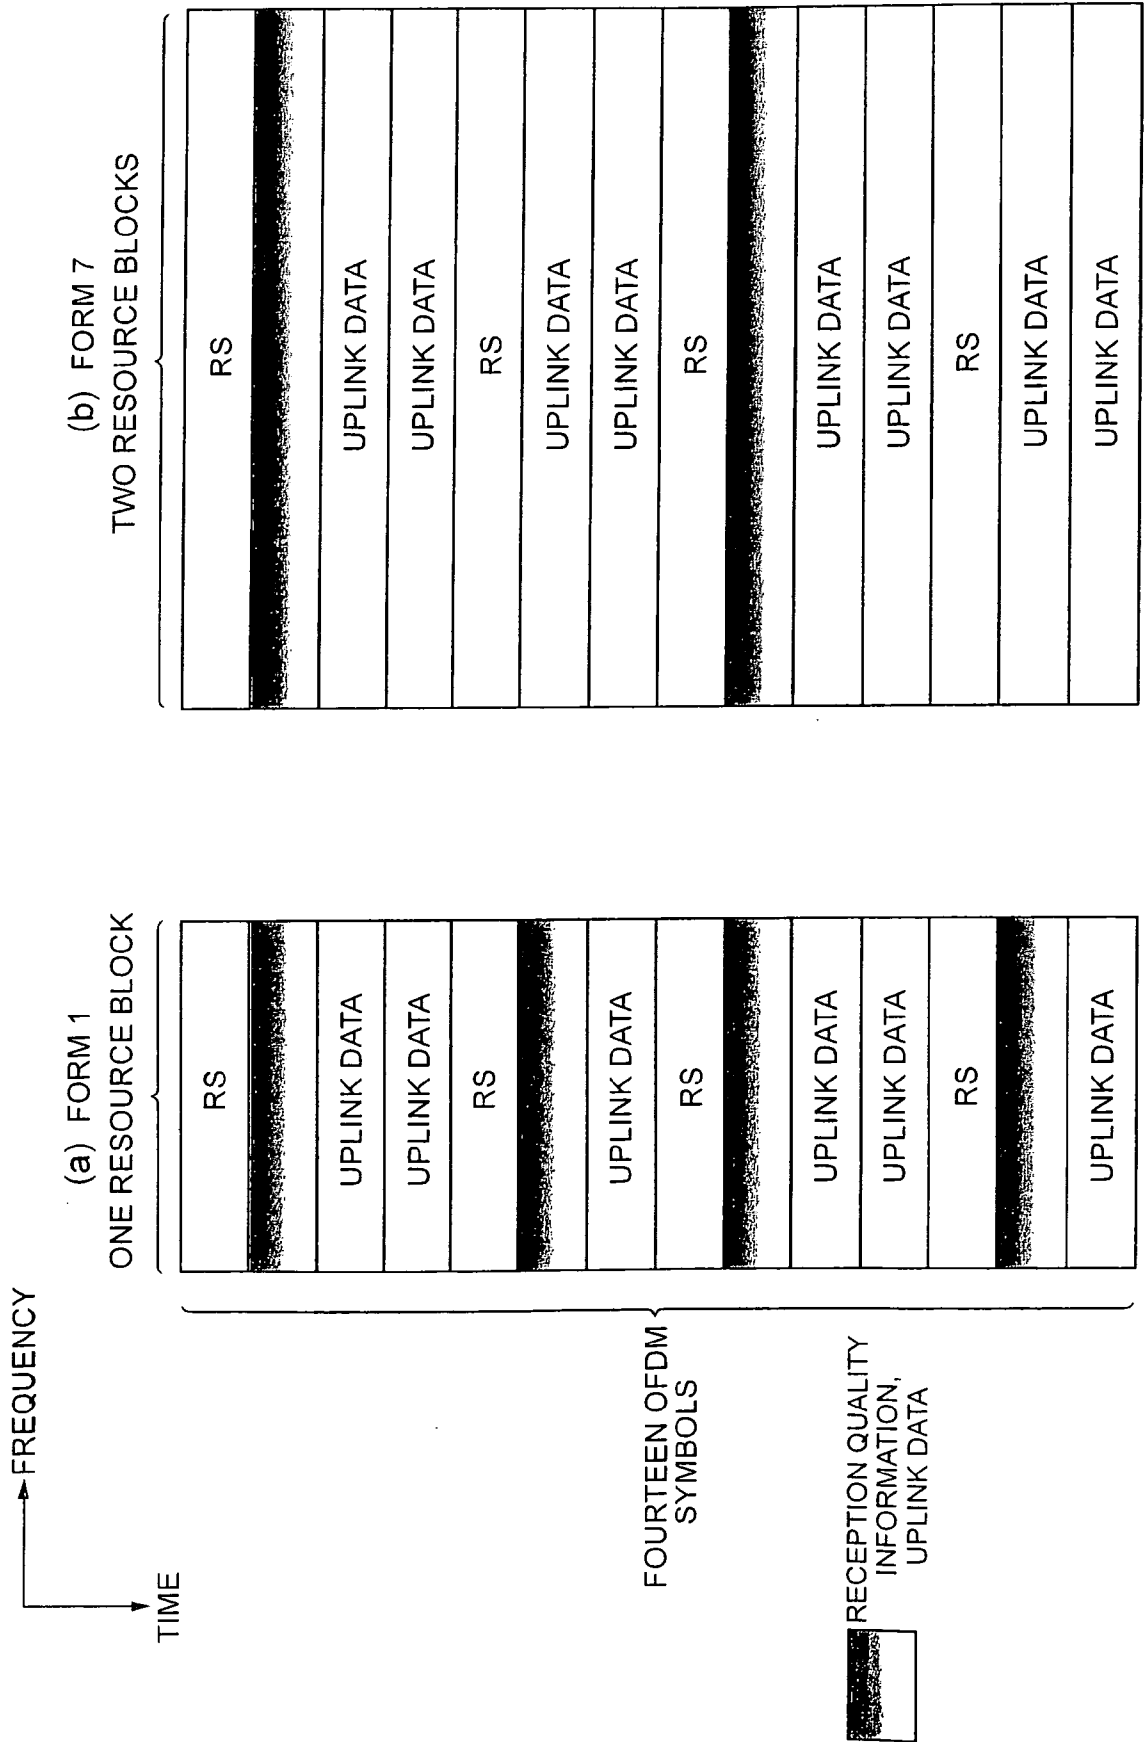 FREQUENCY
TIME
(a) FORM 1
ONE RESOURCE BLOCK
RS
UPLINK DATA
UPLINK DATA
RS
UPLINK DATA
RS
UPLINK DATA
UPLINK DATA
RS
UPLINK DATA
FOURTEEN OFDM
SYMBOLS
RECEPTION QUALITY
INFORMATION,
UPLINK DATA
(b) FORM 7
TWO RESOURCE BLOCKS
RS
UPLINK DATA
UPLINK DATA
RS
UPLINK DATA
UPLINK DATA
RS
UPLINK DATA
UPLINK DATA
RS
UPLINK DATA
UPLINK DATA